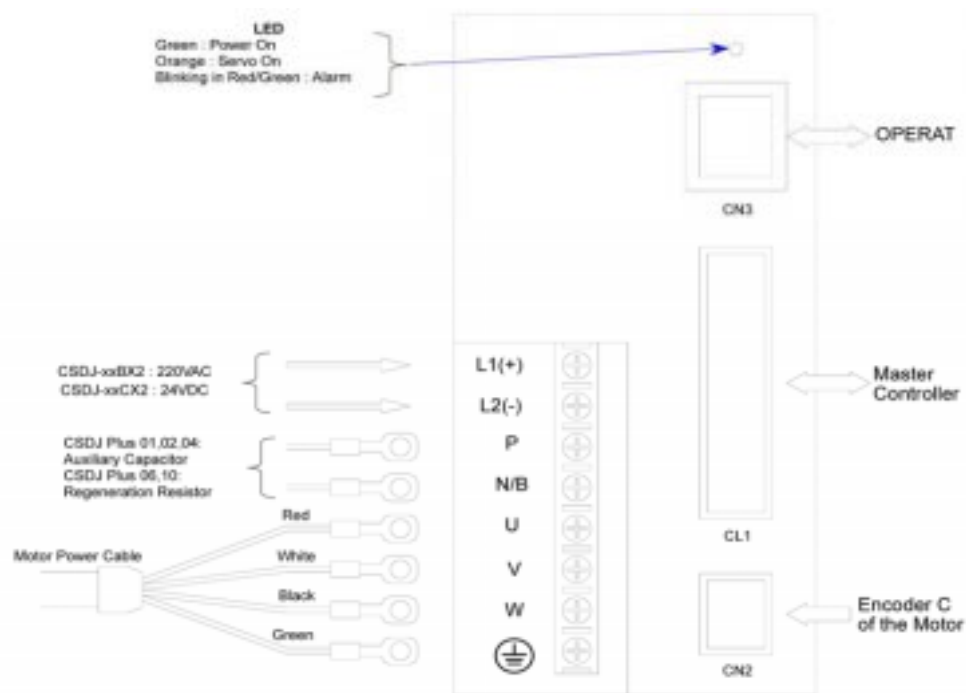 LED
Green : Power On
Orange : Servo On
Blinking in Red/Green : Alarm
OPERAT
CN3
CSDJ-xxBX2 : 220VAC
CSDJ-xxCX2 : 24VDC
L1(+)
L2(-)
Master
Controller
CSDJ Plus 01,02,04:
Auxiliary Capacitor
CSDJ Plus 06,10:
Regeneration Resistor
P
N/B
Red
U
CL1
Motor Power Cable
White
V
Black
W
Encoder C
of the Motor
Green
CN2